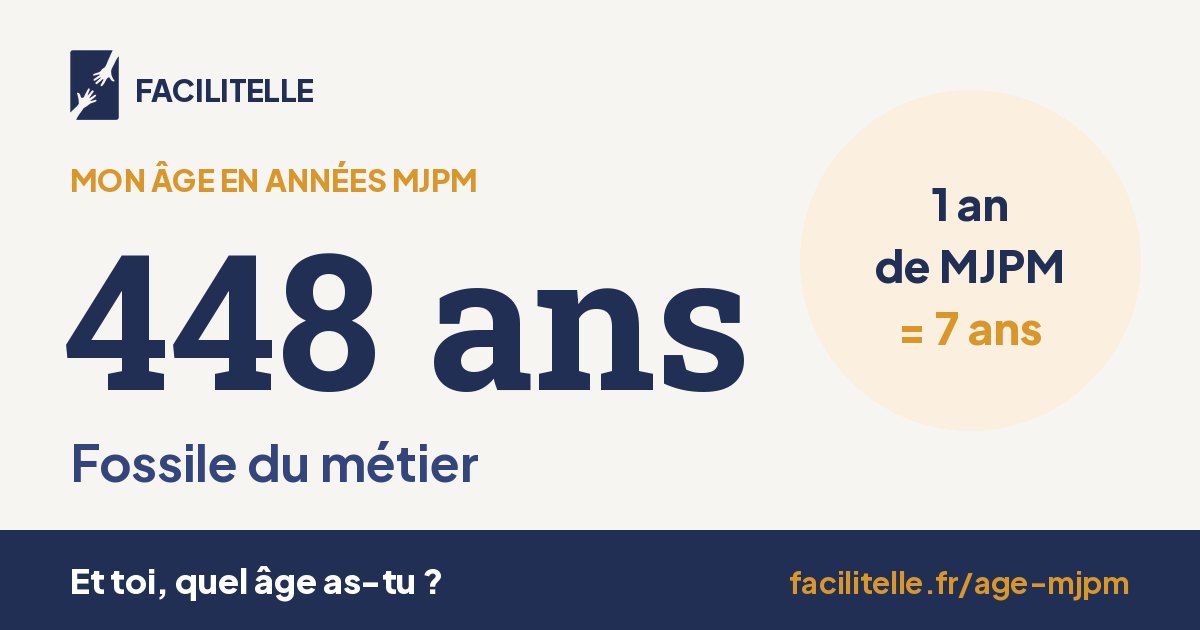 FACILITELLE
MON ÂGE EN ANNÉES MJPM
448 ans
Fossile du métier
1 an
de MJPM
= 7 ans
Et toi, quel âge as-tu ?
facilitelle.fr/age-mjpm